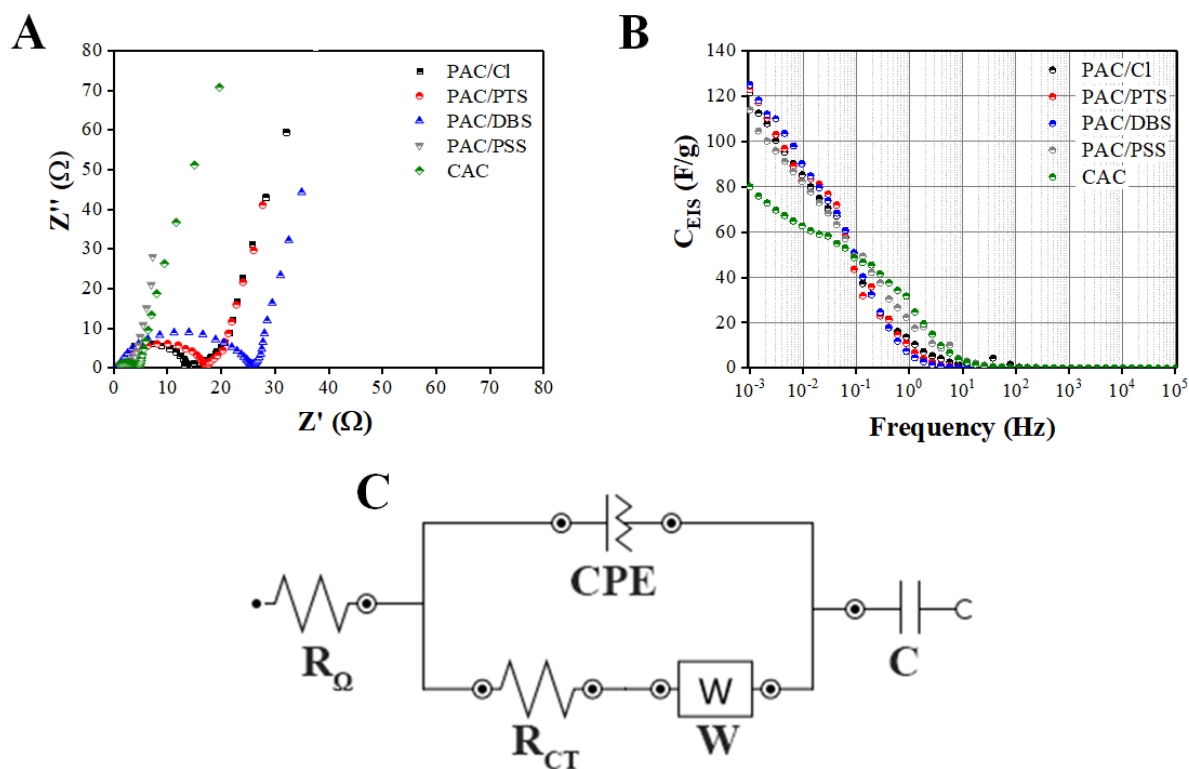 A
80
70
60
50
40
30
20
10
0
Z'' (Ω)
PAC/Cl
PAC/PTS
PAC/DBS
PAC/PSS
CAC
0 10 20 30 40 50 60 70 80
Z' (Ω)
B
140
120
100
80
60
40
20
0
C_EIS (F/g)
PAC/Cl
PAC/PTS
PAC/DBS
PAC/PSS
CAC
10⁻³ 10⁻² 10⁻¹ 10⁰ 10¹ 10² 10³ 10⁴ 10⁵
Frequency (Hz)
C
CPE
R_Ω
R_CT
W
W
C